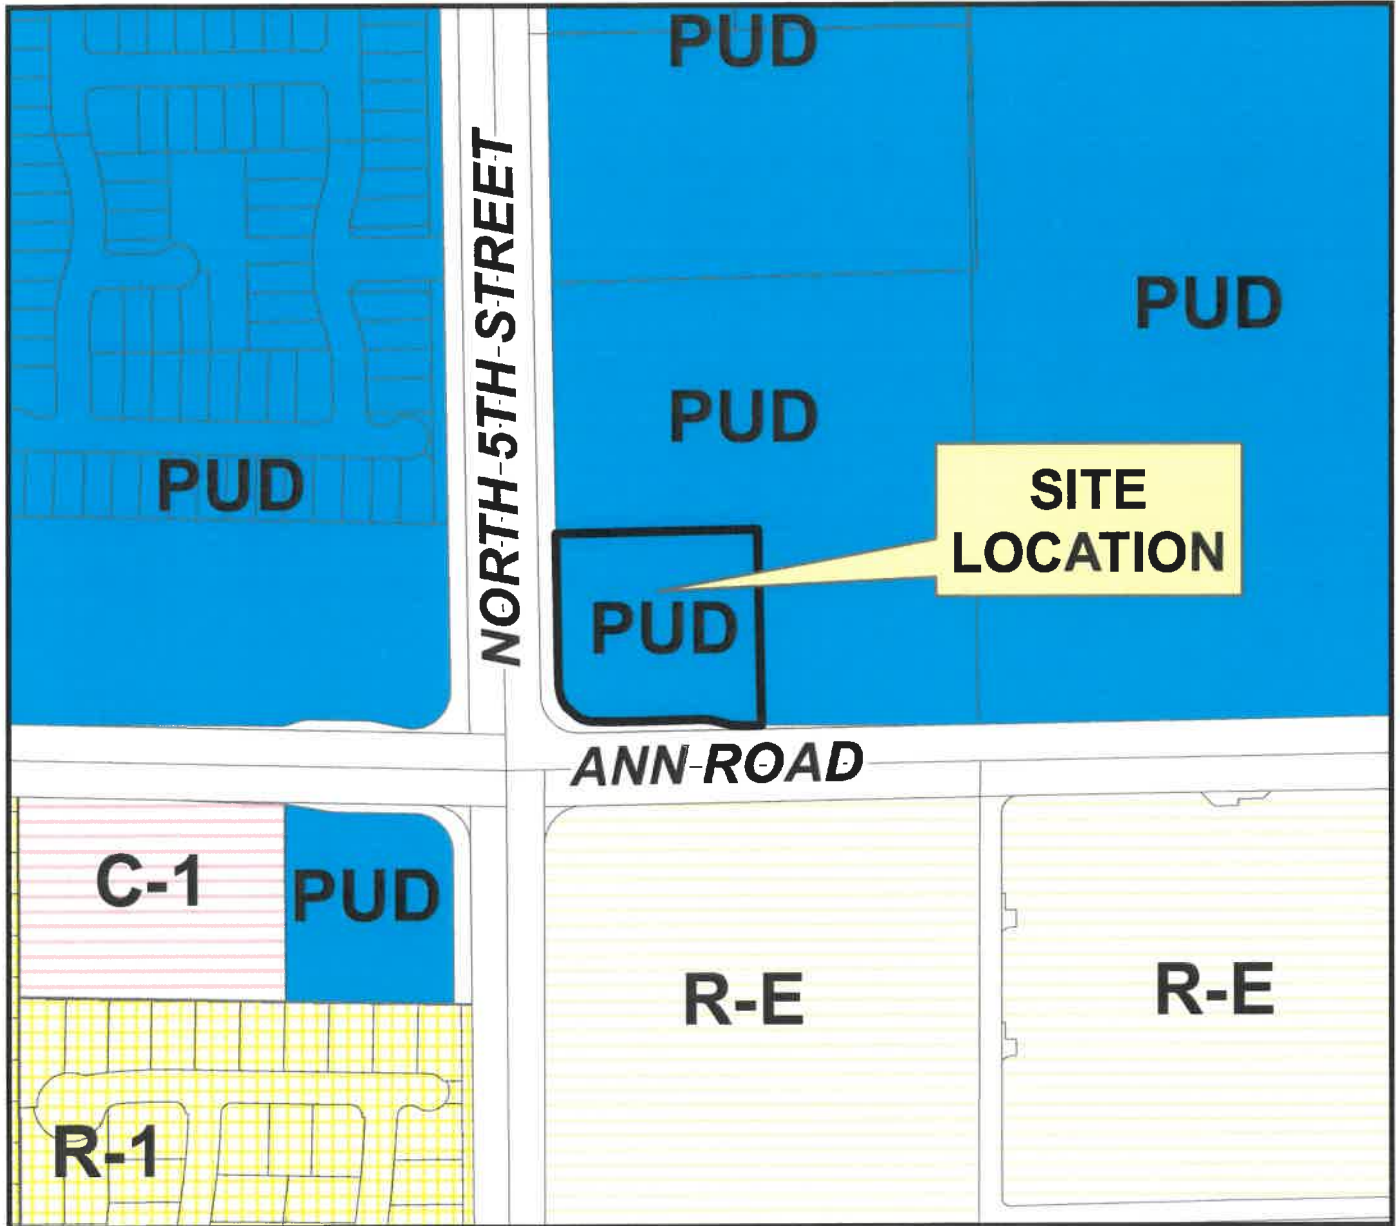 PUD
NORTH 5TH STREET
PUD
PUD
PUD
SITE
LOCATION
PUD
ANN ROAD
C-1
PUD
R-E
R-E
R-1